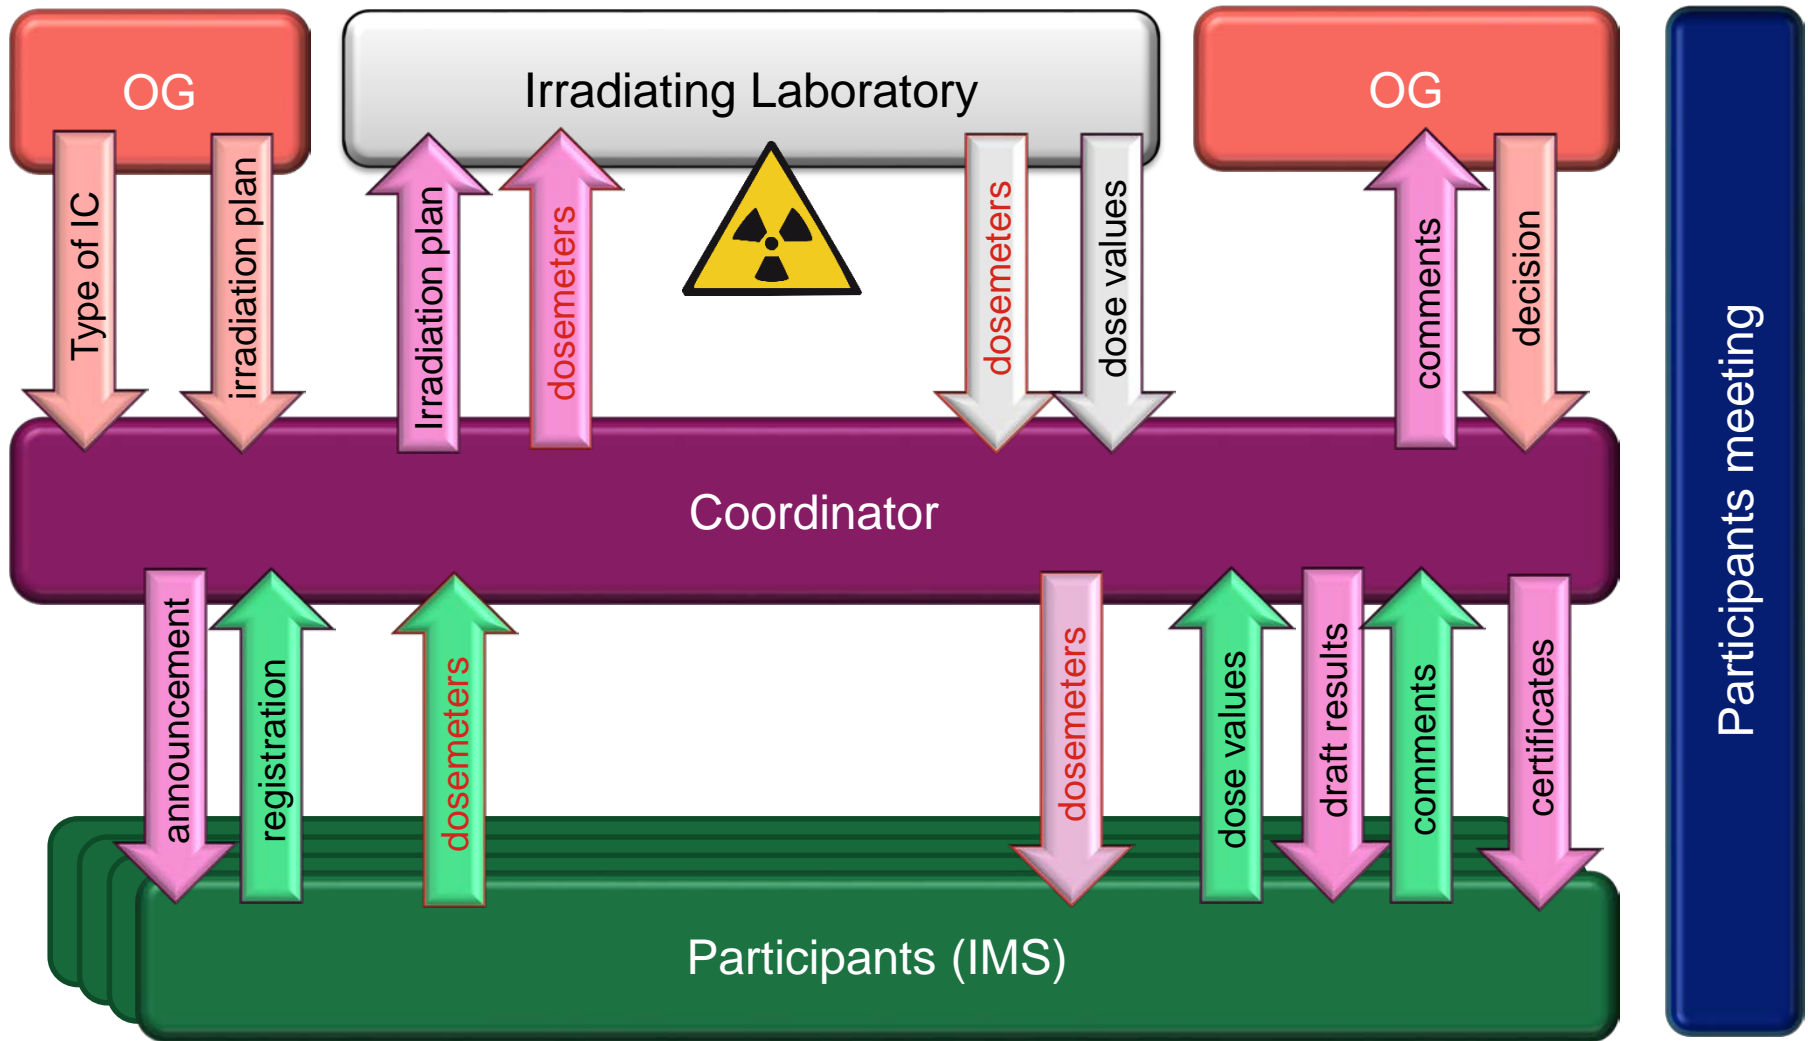 OG
Irradiating Laboratory
OG
Type of IC
irradiation plan
Irradiation plan
dosemeters
dosemeters
dose values
comments
decision
Coordinator
announcement
registration
dosemeters
dosemeters
dose values
draft results
comments
certificates
Participants (IMS)
Participants meeting